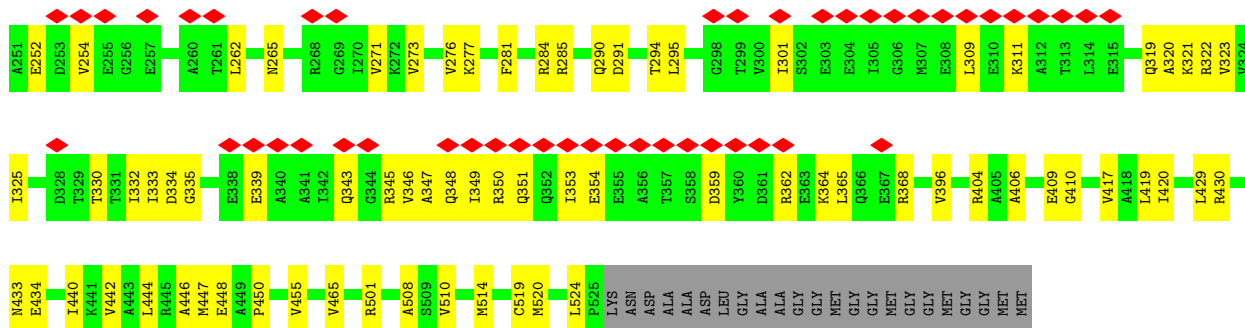 A251 E252 D253 V254 E255 G256 E257 A260 T261 L262 N265 R268 G269 I270 V271 K272 V273 V276 K277 F281 R284 R285 Q290 D291 T294 L295 G298 T299 V300 I301 S302 E303 E304 I305 G306 M307 E308 L309 E310 K311 A312 T313 L314 E315 Q319 A320 K321 R322 V323 V324
I325 D328 T329 T330 T331 I332 I333 D334 G335 E338 E339 A340 A341 I342 Q343 G344 R345 V346 A347 Q348 I349 R350 Q351 Q352 I353 E354 E355 A356 T357 S358 D359 Y360 D361 R362 E363 K364 L365 Q366 E367 R368 V396 R404 A405 A406 E409 G410 V417 A418 L419 I420 L429 R430
N433 E434 I440 K441 V442 A443 L444 R445 A446 M447 E448 A449 P450 V455 V465 R501 A508 S509 V510 M514 C519 M520 L524 P525 LYS ASN ASP ALA ALA ASP LEU GLY ALA ALA GLY GLY MET GLY GLY MET GLY GLY MET GLY GLY MET MET